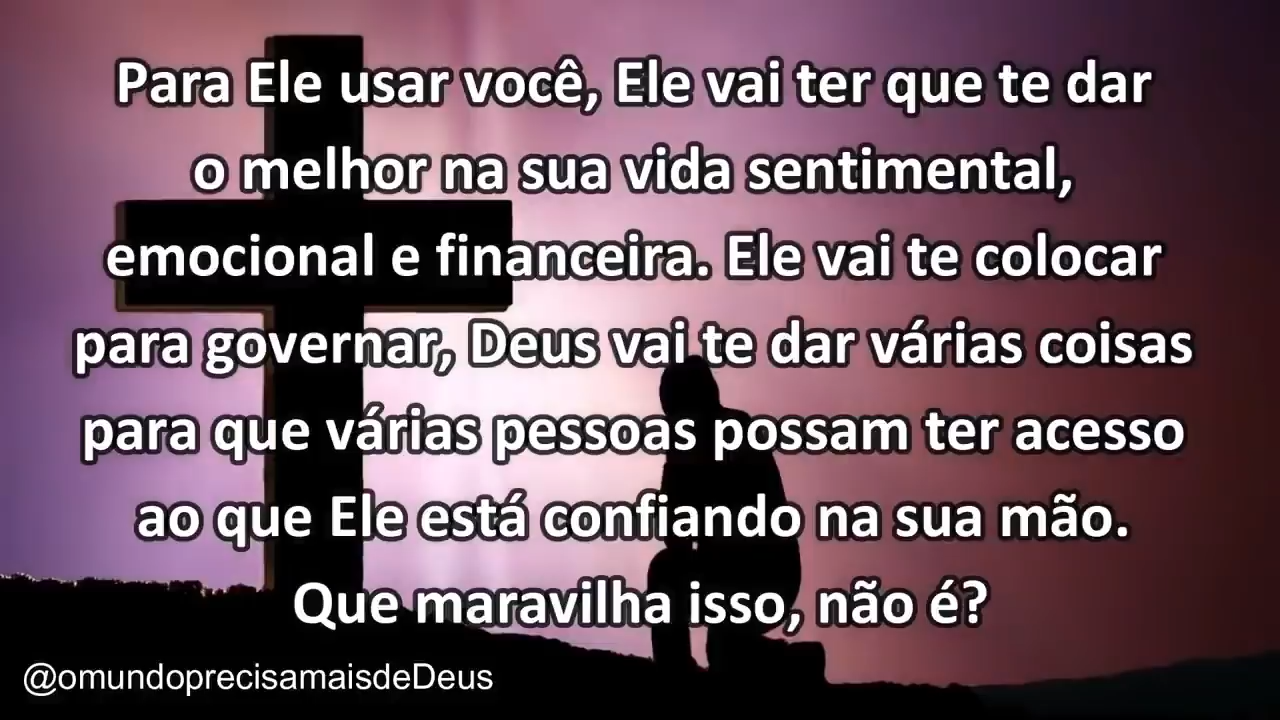 Para Ele usar você, Ele vai ter que te dar
o melhor na sua vida sentimental,
emocional e financeira. Ele vai te colocar
para governar, Deus vai te dar várias coisas
para que várias pessoas possam ter acesso
ao que Ele está confiando na sua mão.
Que maravilha isso, não é?
@omundoprecisamaisdeDeus